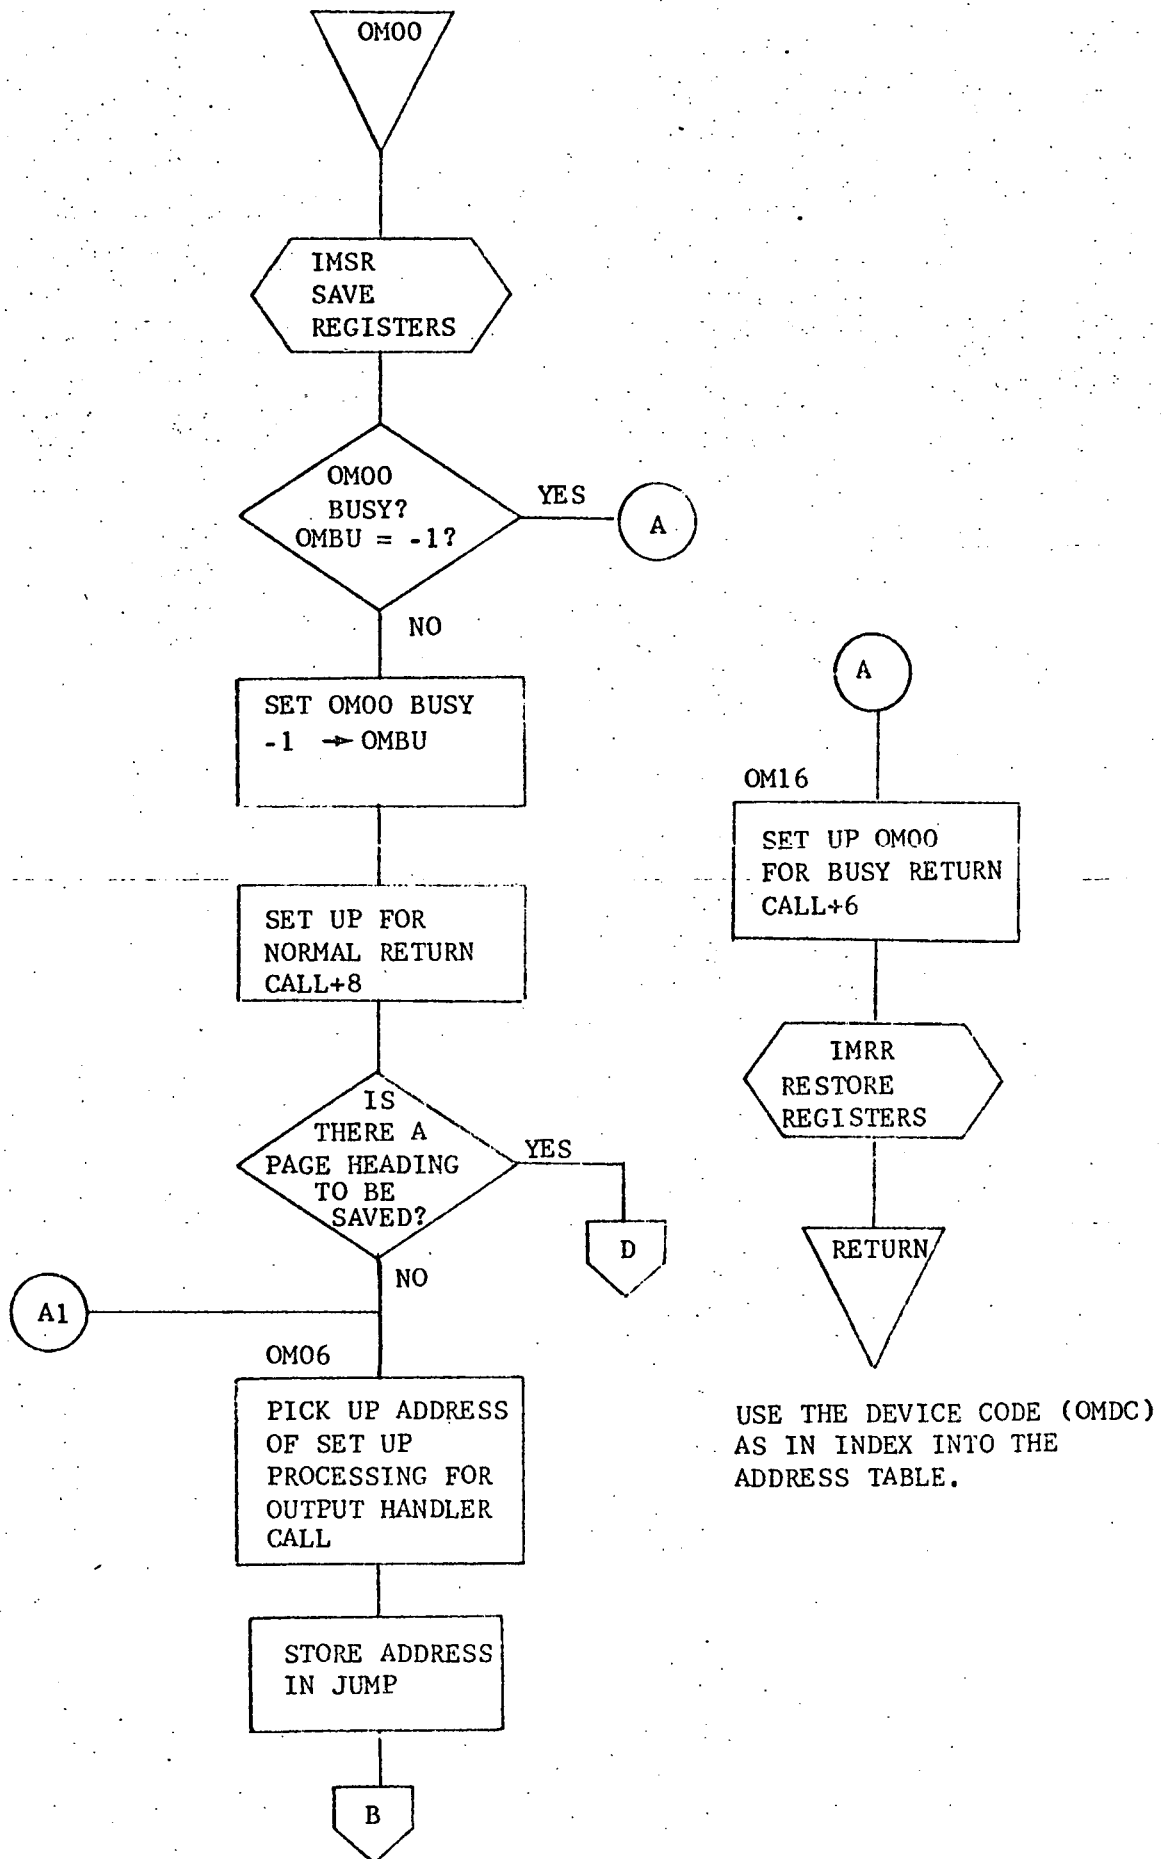 OM00
IMSR
SAVE
REGISTERS
OM00
BUSY?
OMBU = -1?
YES
A
NO
SET OM00 BUSY
-1 → OMBU
SET UP FOR
NORMAL RETURN
CALL+8
IS
THERE A
PAGE HEADING
TO BE
SAVED?
YES
D
NO
A1
OM06
PICK UP ADDRESS
OF SET UP
PROCESSING FOR
OUTPUT HANDLER
CALL
STORE ADDRESS
IN JUMP
B
A
OM16
SET UP OM00
FOR BUSY RETURN
CALL+6
IMRR
RESTORE
REGISTERS
RETURN
USE THE DEVICE CODE (OMDC)
AS IN INDEX INTO THE
ADDRESS TABLE.